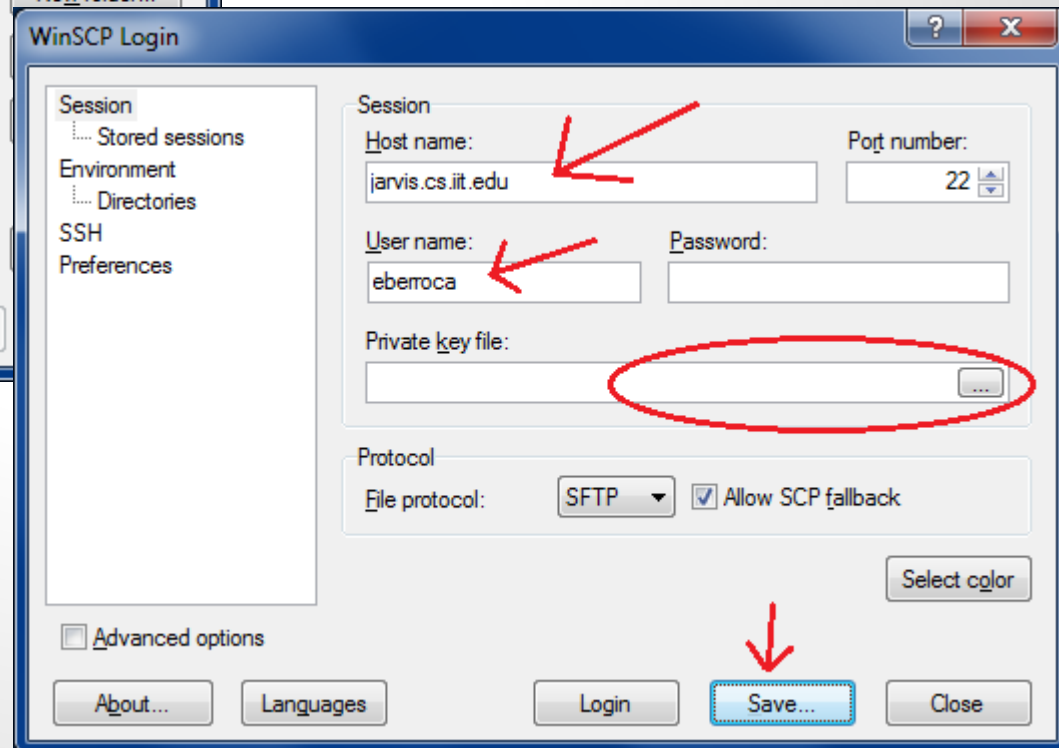 WinSCP Login
?
X
Session
Stored sessions
Environment
Directories
SSH
Preferences
Session
Host name: Port number:
jarvis.cs.iit.edu 22
User name: Password:
eberroca
Private key file:
...
Protocol
File protocol: SFTP Allow SCP fallback
Select color
Advanced options
About... Languages Login Save... Close